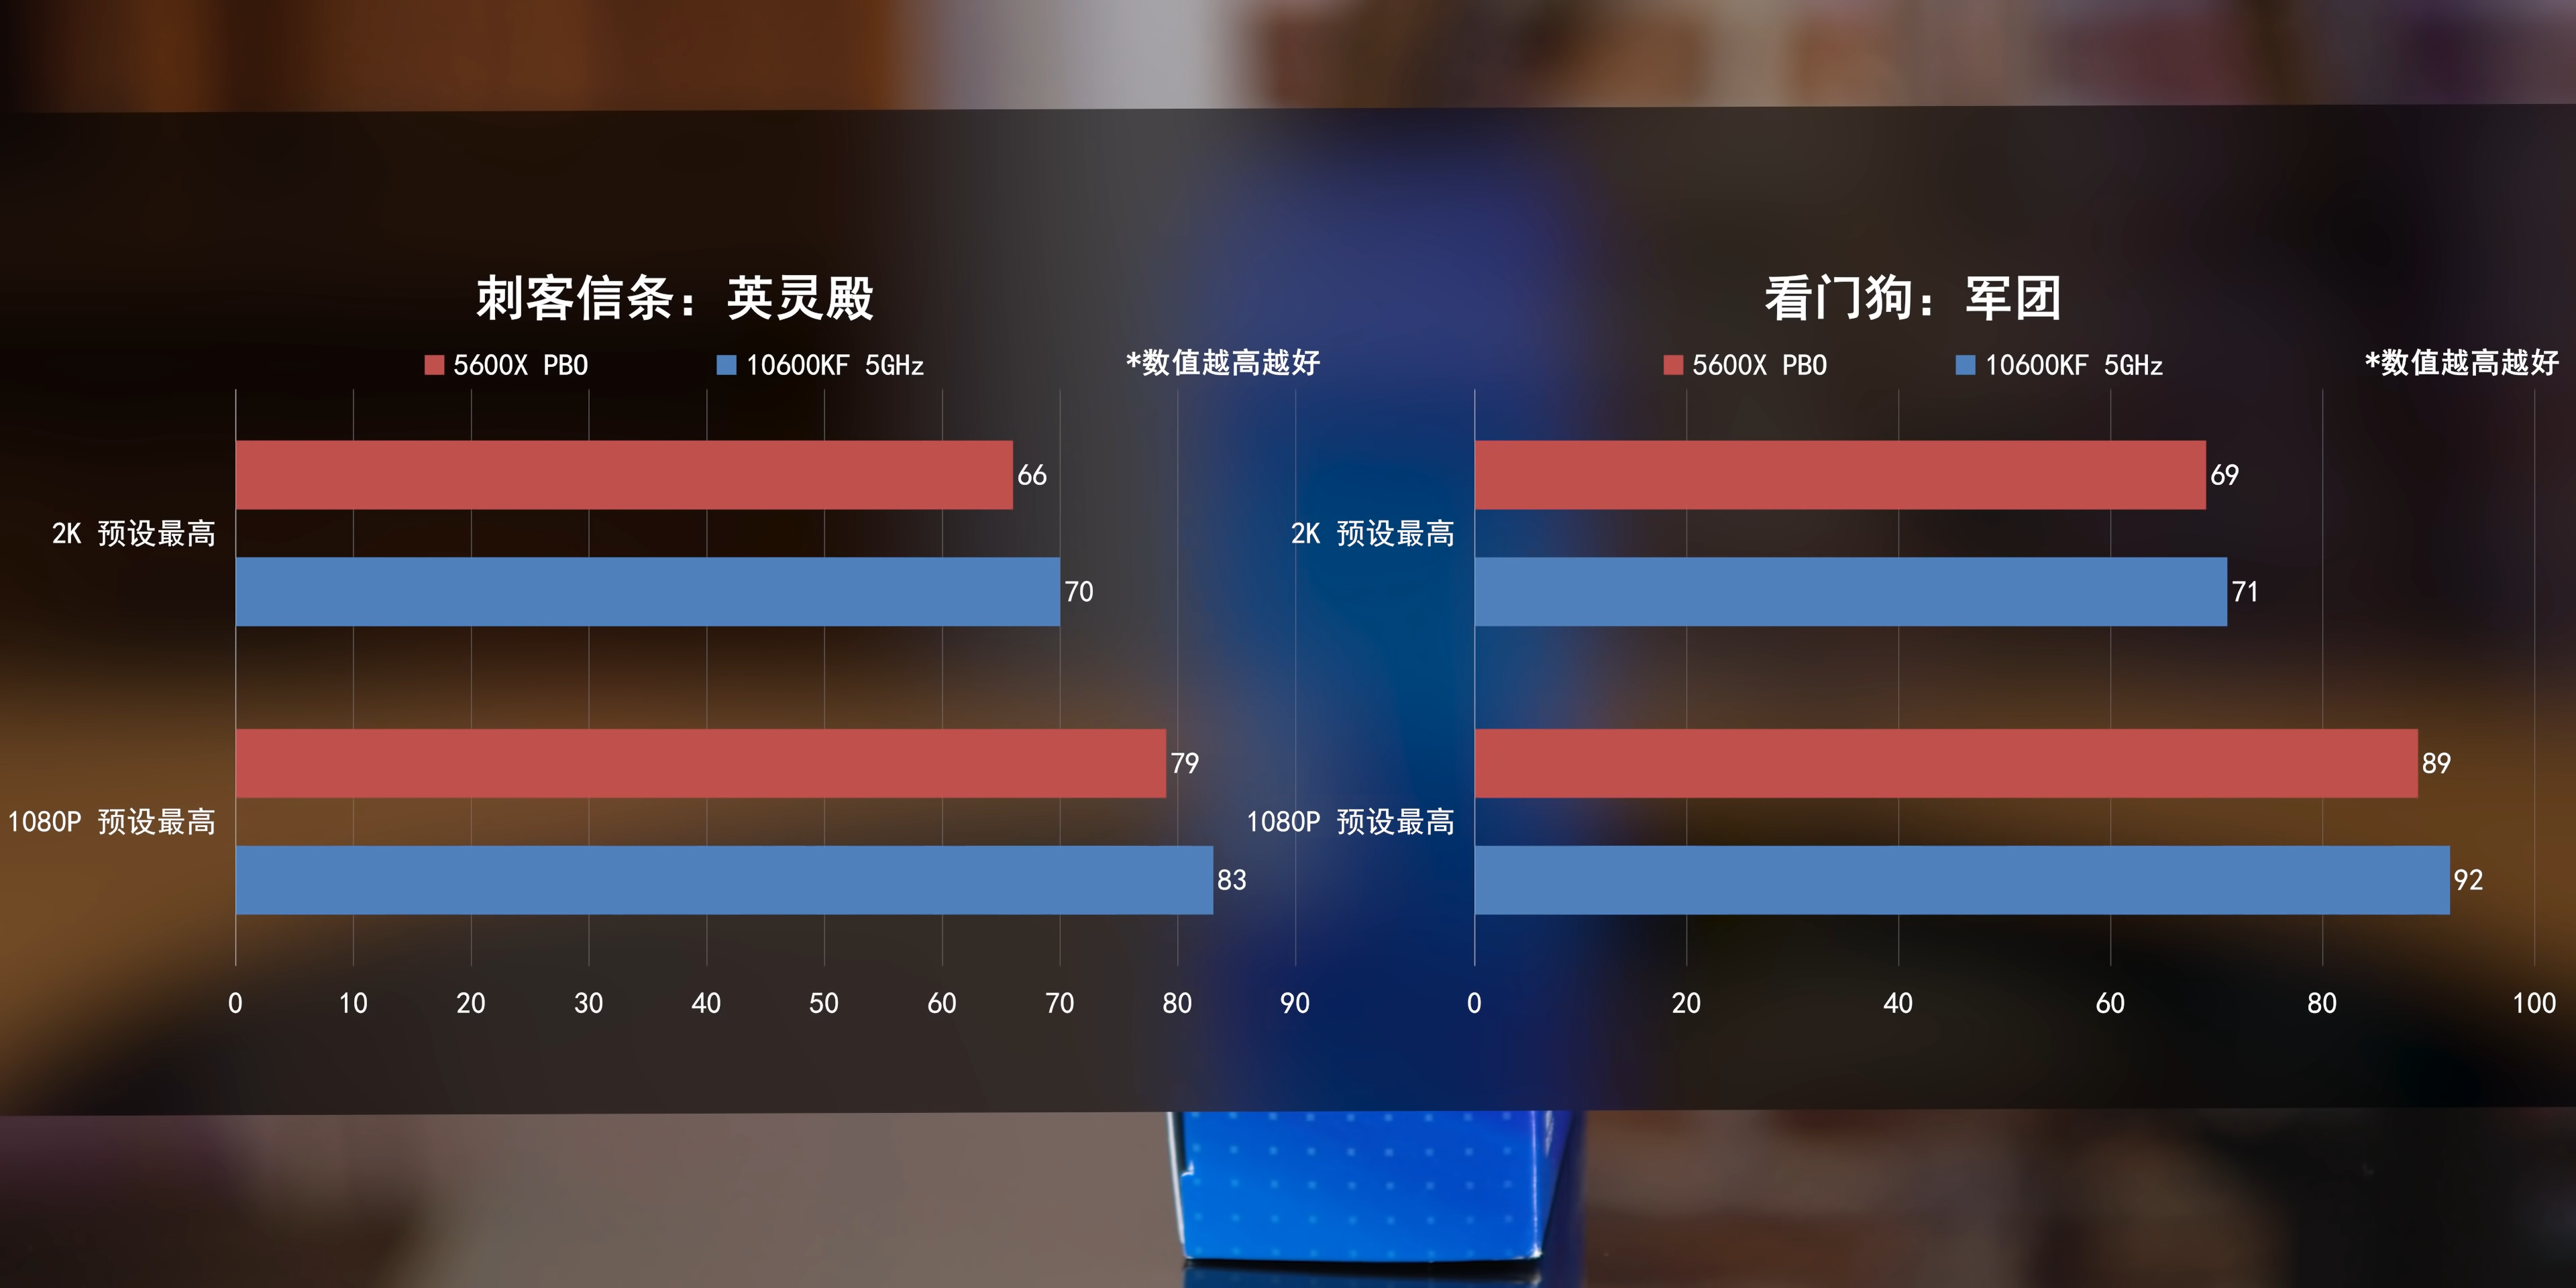 刺客信条：英灵殿
5600X PBO
10600KF 5GHz
*数值越高越好
2K 预设最高
66
70
1080P 预设最高
79
83
0 10 20 30 40 50 60 70 80 90
看门狗：军团
5600X PBO
10600KF 5GHz
*数值越高越好
2K 预设最高
69
71
1080P 预设最高
89
92
0 20 40 60 80 100